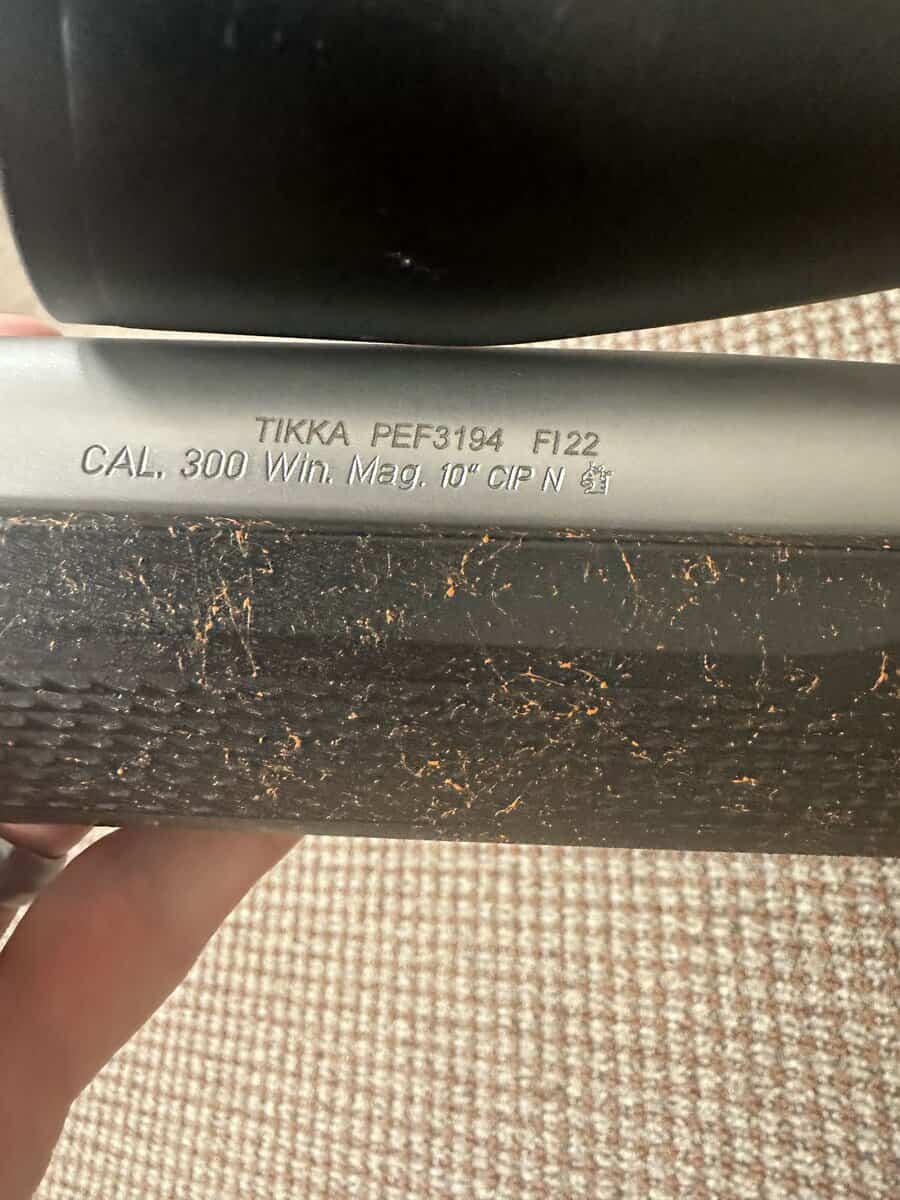 TIKKA PEF3194 FI22
CAL. 300 Win. Mag. 10" CIP N